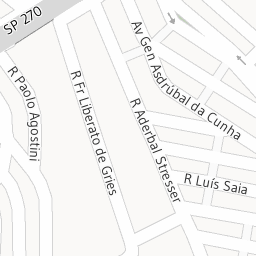 SP 270
Av Gen Asdrúbal da Cunha
R Paolo Agostini
R Fr Liberato de Gries
R Aderbal Stresser
R Luís Saia